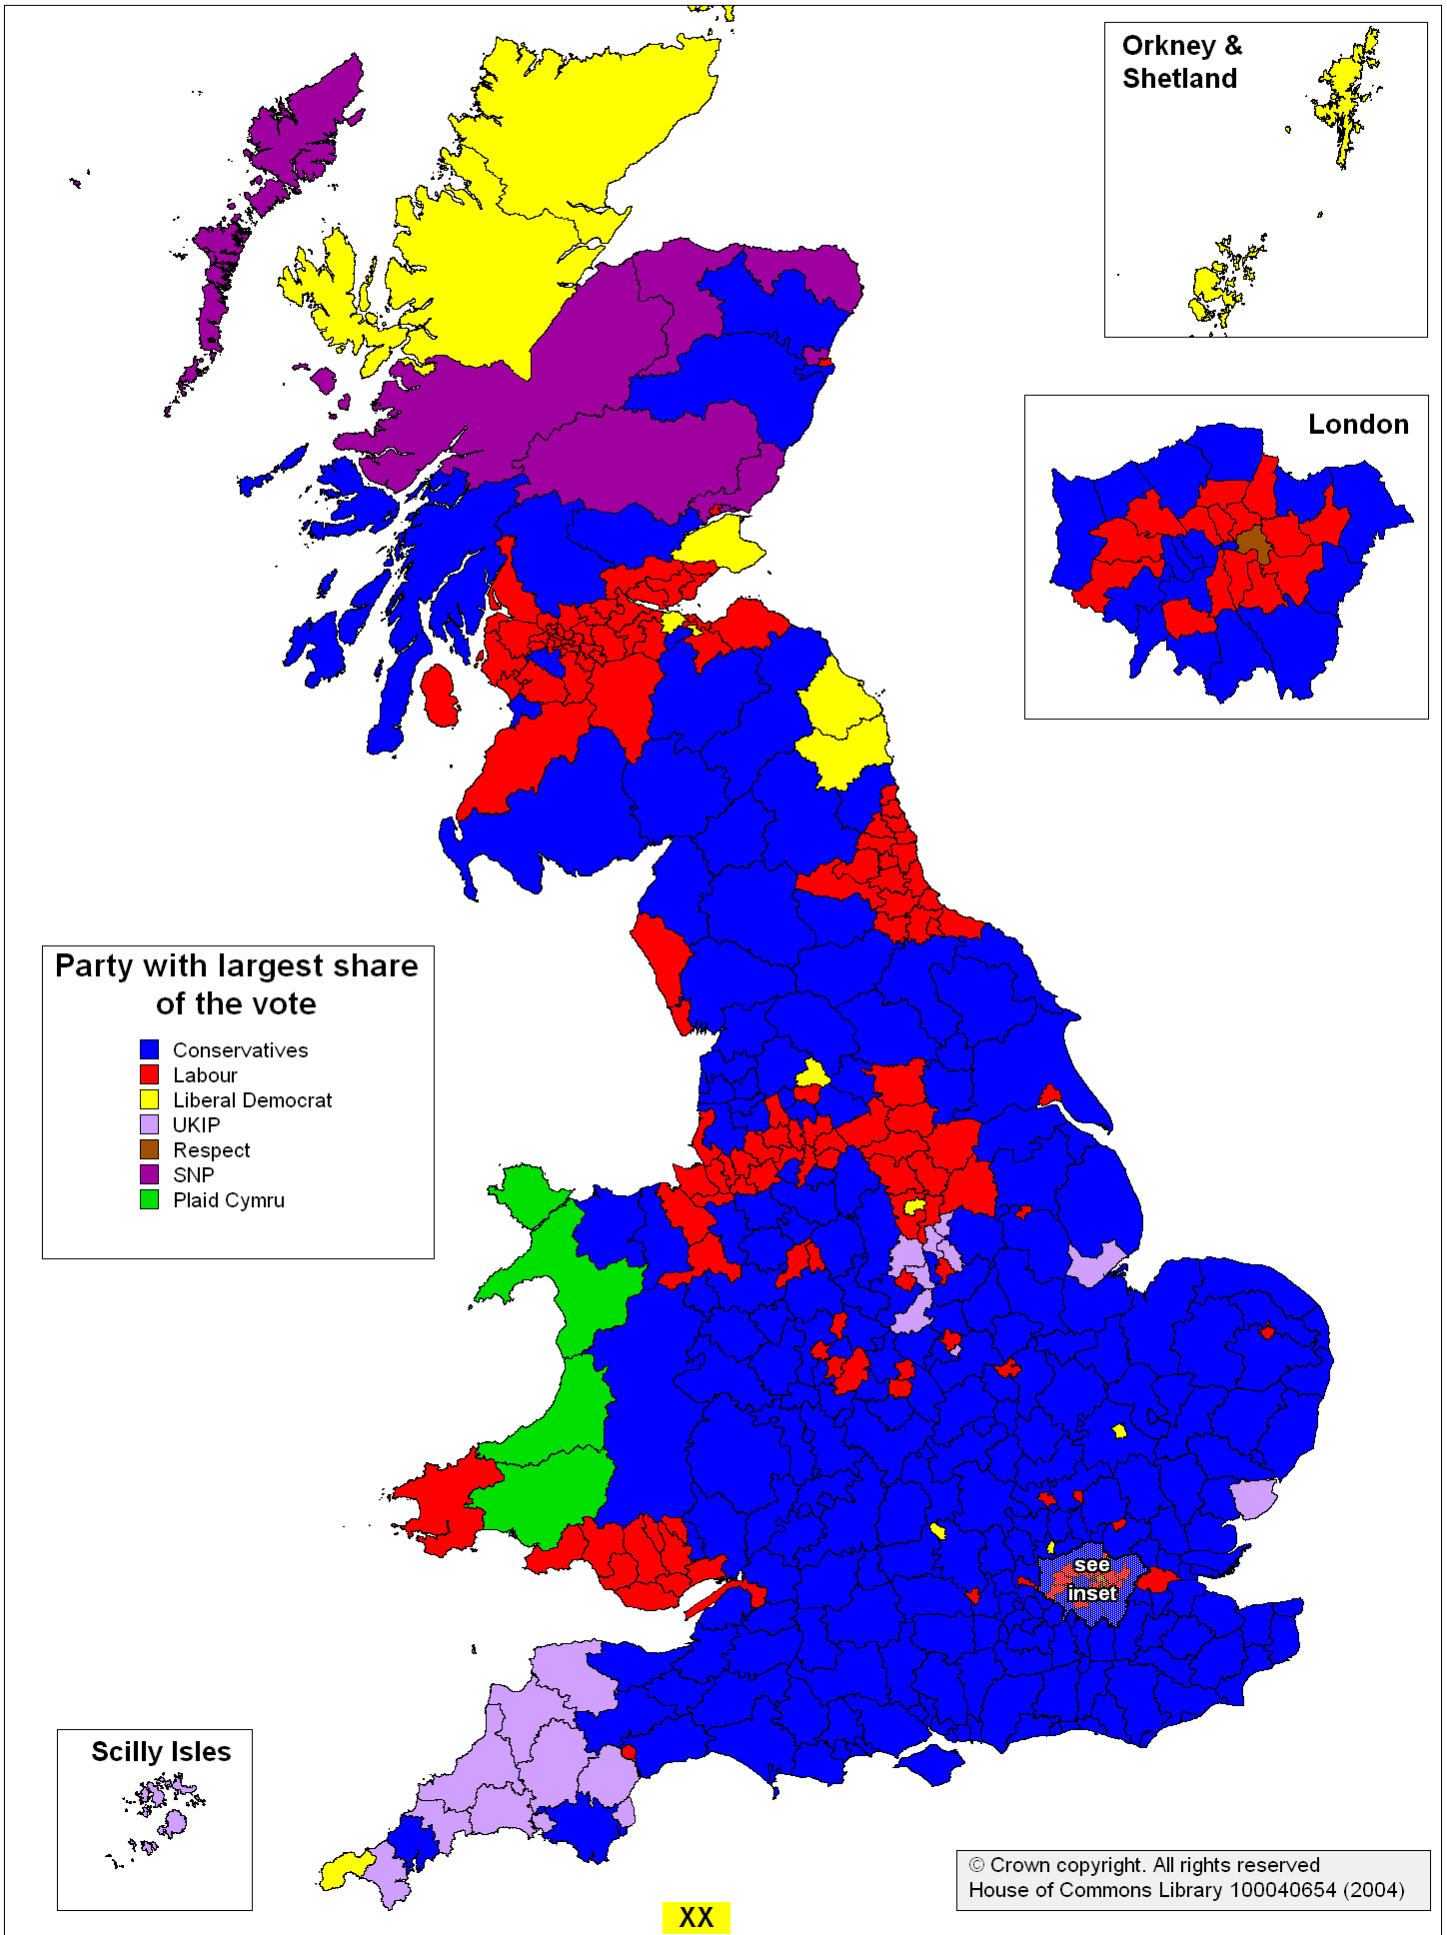 Orkney &
Shetland
London
Party with largest share
of the vote
Conservatives
Labour
Liberal Democrat
UKIP
Respect
SNP
Plaid Cymru
see
inset
Scilly Isles
© Crown copyright. All rights reserved
House of Commons Library 100040654 (2004)
XX